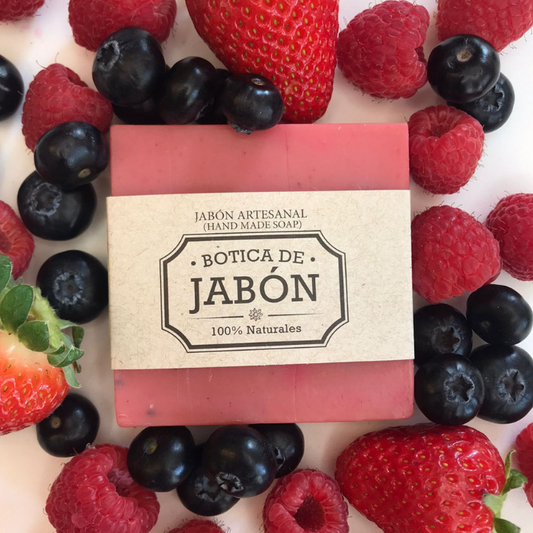 JABÓN ARTESANAL
(HAND MADE SOAP)
· BOTICA DE ·
JABÓN
100% Naturales